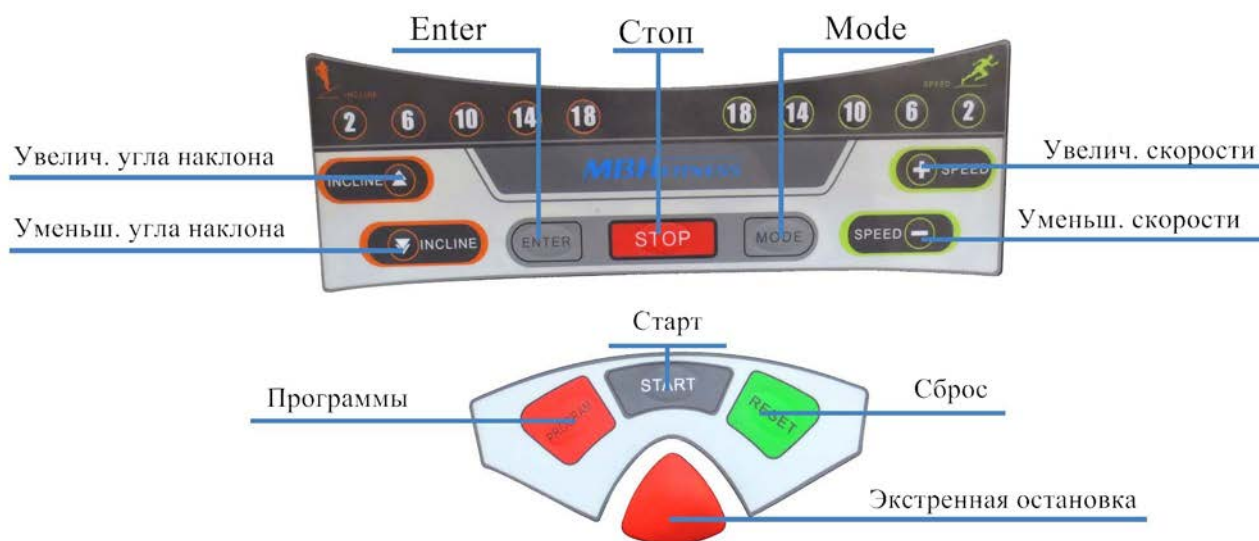 Enter Стоп Mode
INCLINE SPEED
2 6 10 14 18 18 14 10 6 2
Увелич. угла наклона
INCLINE
MBH FITNESS
+ SPEED
Увелич. скорости
Уменьш. угла наклона
INCLINE
ENTER STOP MODE
SPEED −
Уменьш. скорости
Старт
Программы
PROGRAM
START
RESET
Сброс
Экстренная остановка